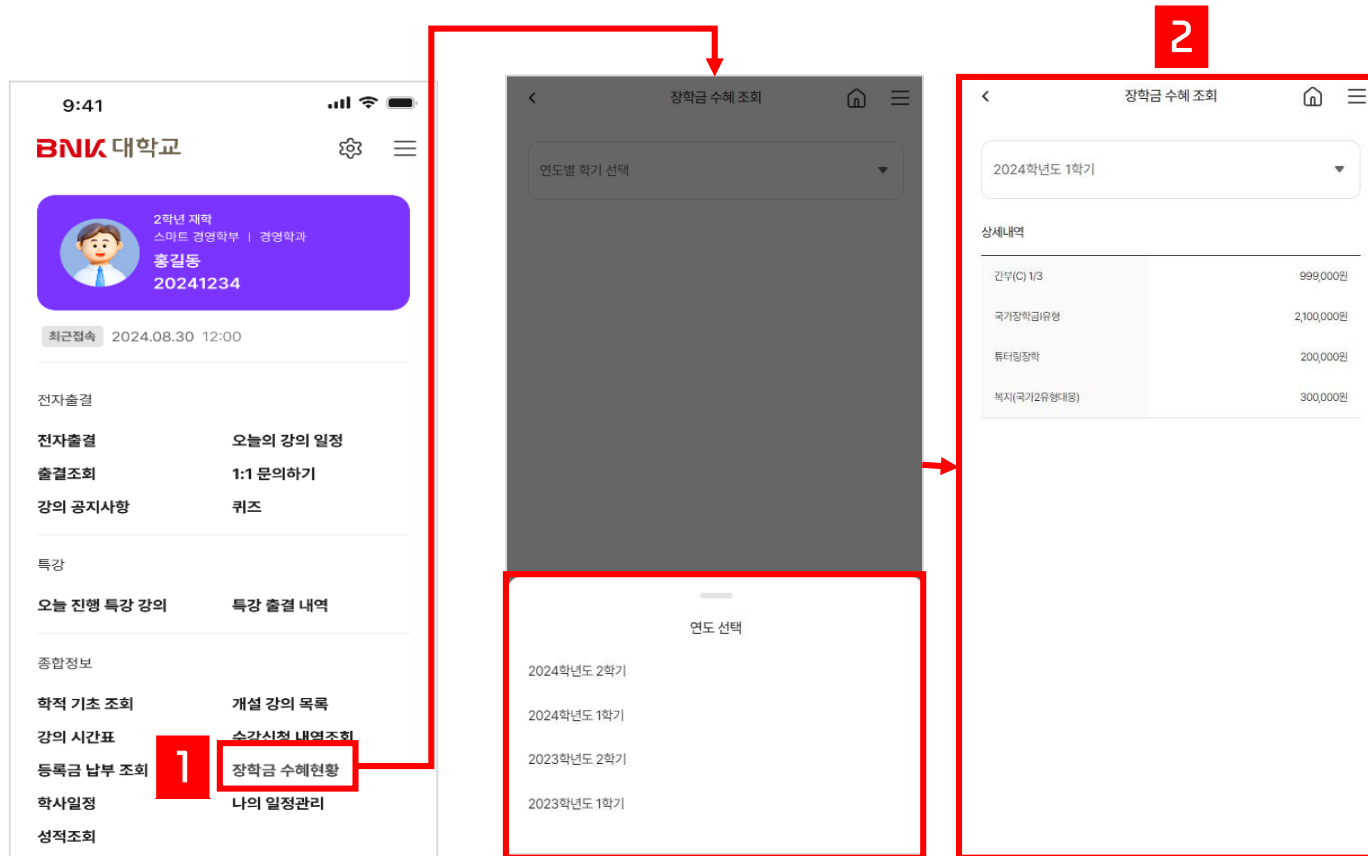 2
9:41
BNK 대학교
2학년 재학
스마트 경영학부 | 경영학과
홍길동
20241234
최근접속 2024.08.30 12:00
전자출결
전자출결 오늘의 강의 일정
출결조회 1:1 문의하기
강의 공지사항 퀴즈
특강
오늘 진행 특강 강의 특강 출결 내역
종합정보
학적 기초 조회 개설 강의 목록
강의 시간표 수강신청 내역조회
등록금 납부 조회 1 장학금 수혜현황
학사일정 나의 일정관리
성적조회
장학금 수혜 조회
연도별 학기 선택
연도 선택
2024학년도 2학기
2024학년도 1학기
2023학년도 2학기
2023학년도 1학기
장학금 수혜 조회
2024학년도 1학기
상세내역
간부(C) 1/3 999,000원
국가장학금I유형 2,100,000원
튜터링장학 200,000원
복지(국가2유형대응) 300,000원